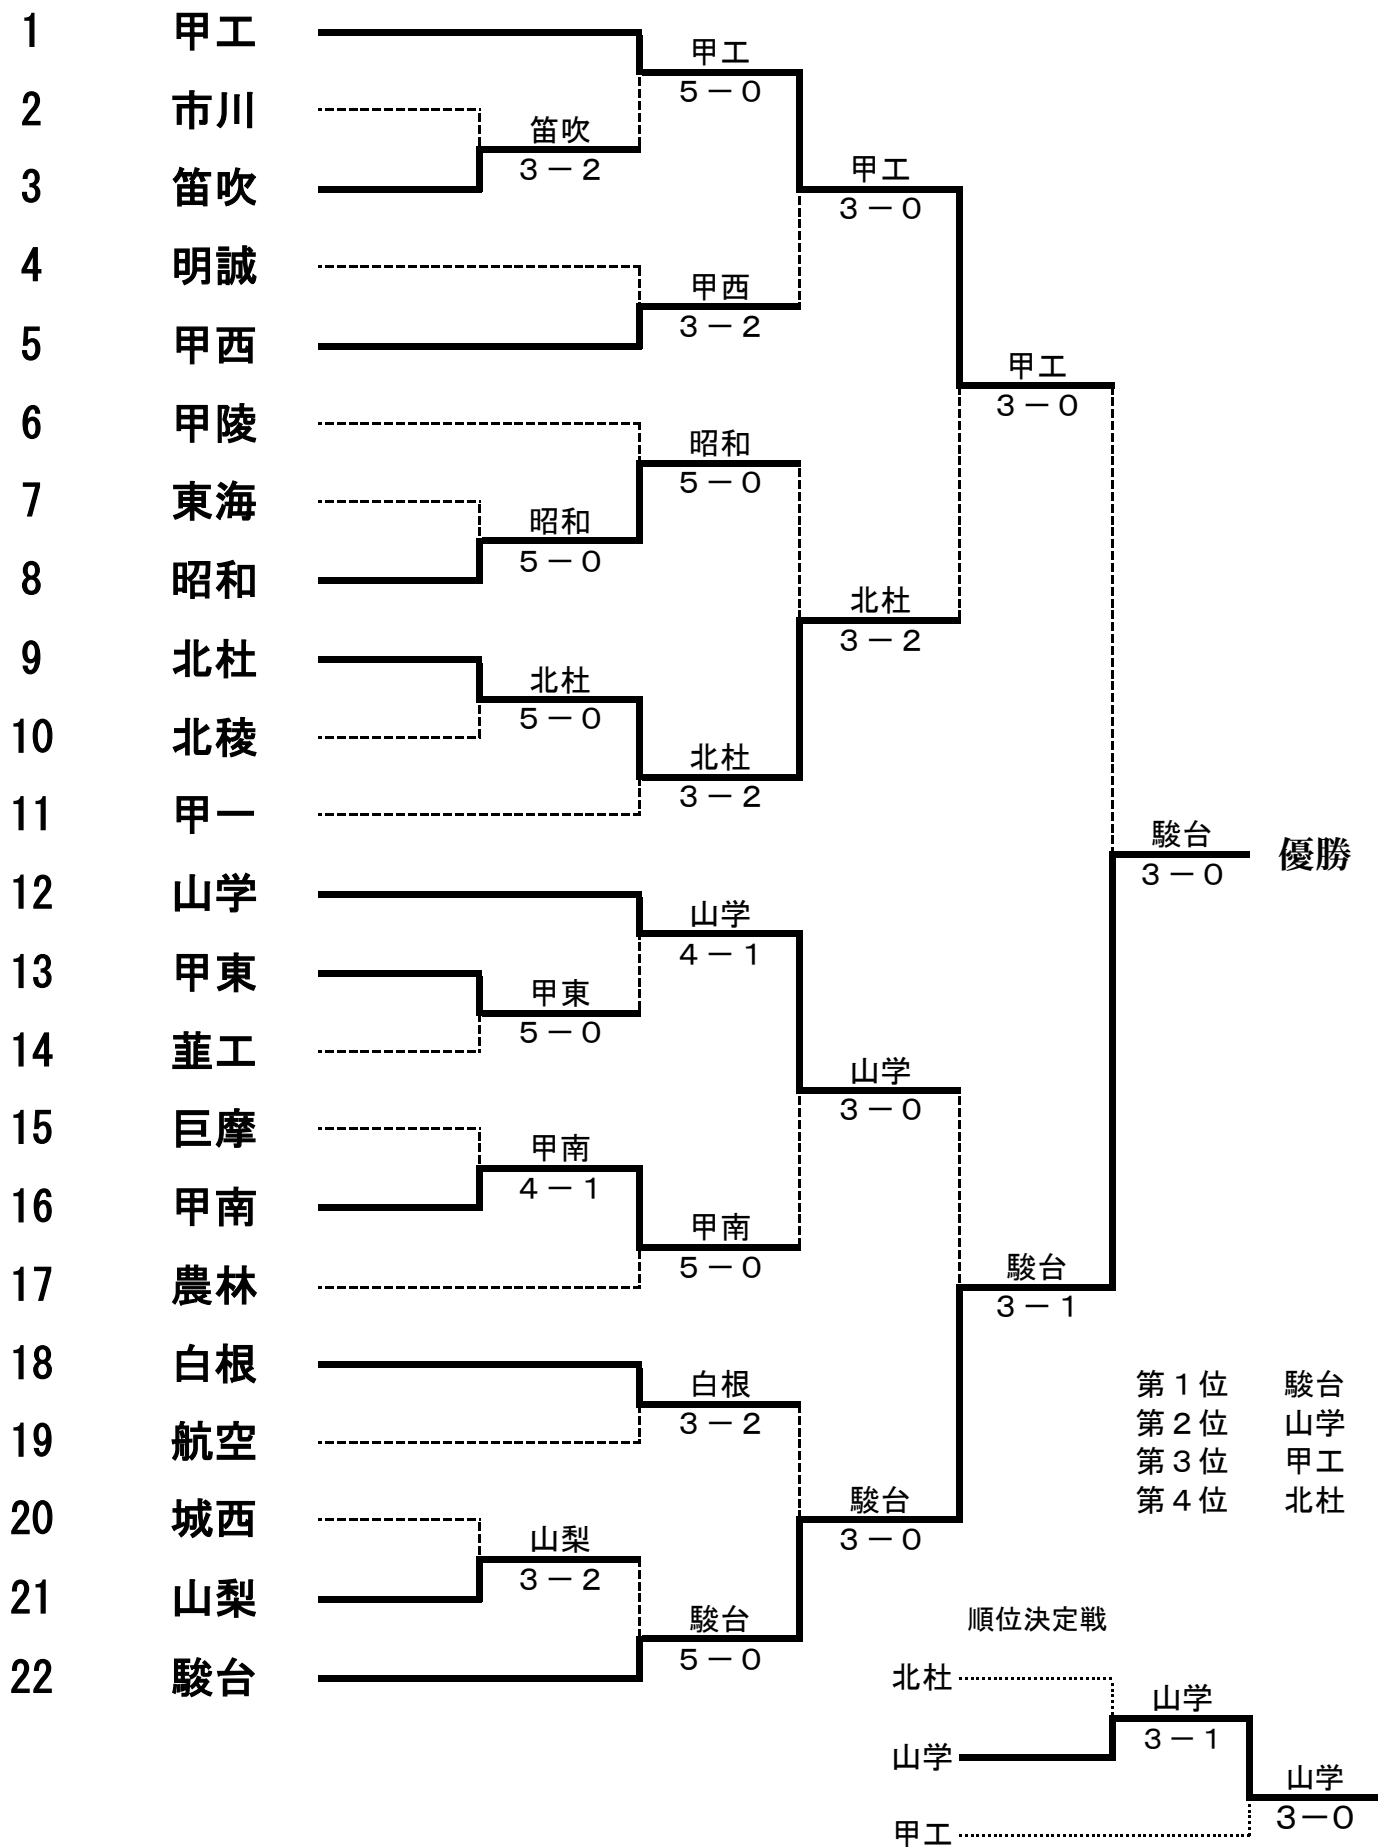 1 甲工
甲工
5－0
2 市川
笛吹
3－2
3 笛吹
甲工
3－0
4 明誠
甲西
3－2
5 甲西
甲工
3－0
6 甲陵
昭和
5－0
7 東海
昭和
5－0
8 昭和
北杜
3－2
9 北杜
北杜
5－0
10 北稜
北杜
3－2
11 甲一
駿台
3－0
優勝
12 山学
山学
4－1
13 甲東
甲東
5－0
14 韮工
山学
3－0
15 巨摩
甲南
4－1
16 甲南
甲南
5－0
17 農林
駿台
3－1
18 白根
白根
3－2
19 航空
第1位 駿台
第2位 山学
第3位 甲工
第4位 北杜
20 城西
駿台
3－0
山梨
3－2
21 山梨
駿台
5－0
22 駿台
順位決定戦
北杜
山学
3－1
山学
山学
3－0
甲工